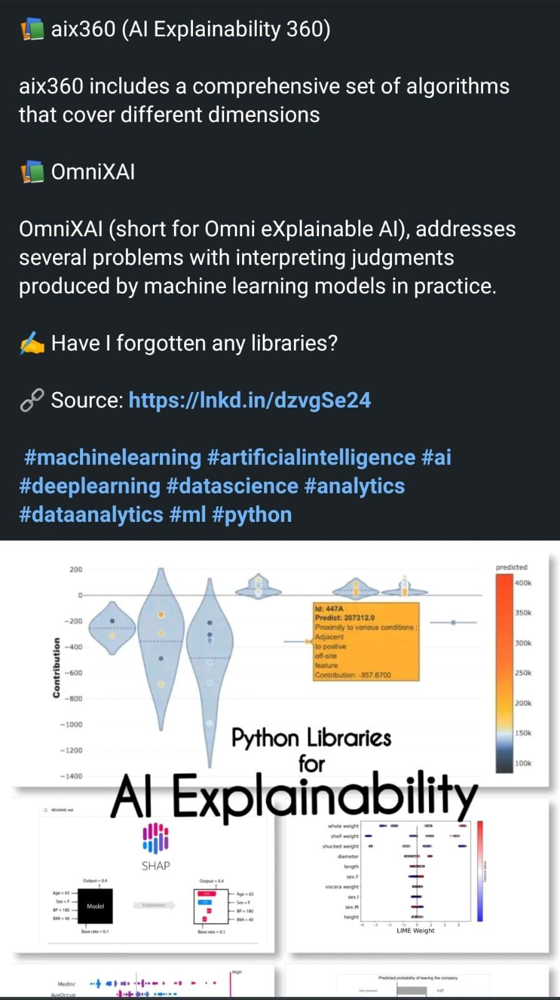 aix360 (AI Explainability 360)
aix360 includes a comprehensive set of algorithms
that cover different dimensions
OmniXAI
OmniXAI (short for Omni eXplainable AI), addresses
several problems with interpreting judgments
produced by machine learning models in practice.
Have I forgotten any libraries?
Source: https://lnkd.in/dzvgSe24
#machinelearning #artificialintelligence #ai
#deeplearning #datascience #analytics
#dataanalytics #ml #python
200
0
-200
-400
-600
-800
-1000
-1200
-1400
Contribution
Id: 447A
Predict: 207312.0
Proximity to various conditions :
Adjacent
to postive
off-site
feature
Contribution: -357.6700
predicted
400k
350k
300k
250k
200k
150k
100k
Python Libraries
for
AI Explainability
README.md
SHAP
Output = 0.4
Age = 65
Sex = F
BP = 180
BMI = 40
Model
Base rate = 0.1
Explanation
Output = 0.4
Age = 65
Sex = F
BP = 180
BMI = 40
Base rate = 0.1
whole weight
shell weight
shucked weight
diameter
length
sex.F
viscera weight
sex.I
sex.M
height
-4 -3 -2 -1 0 1 2 3
LIME Weight
Feature Value
High
MedInc
AveOccup
Predicted probability of leaving the company
0.27